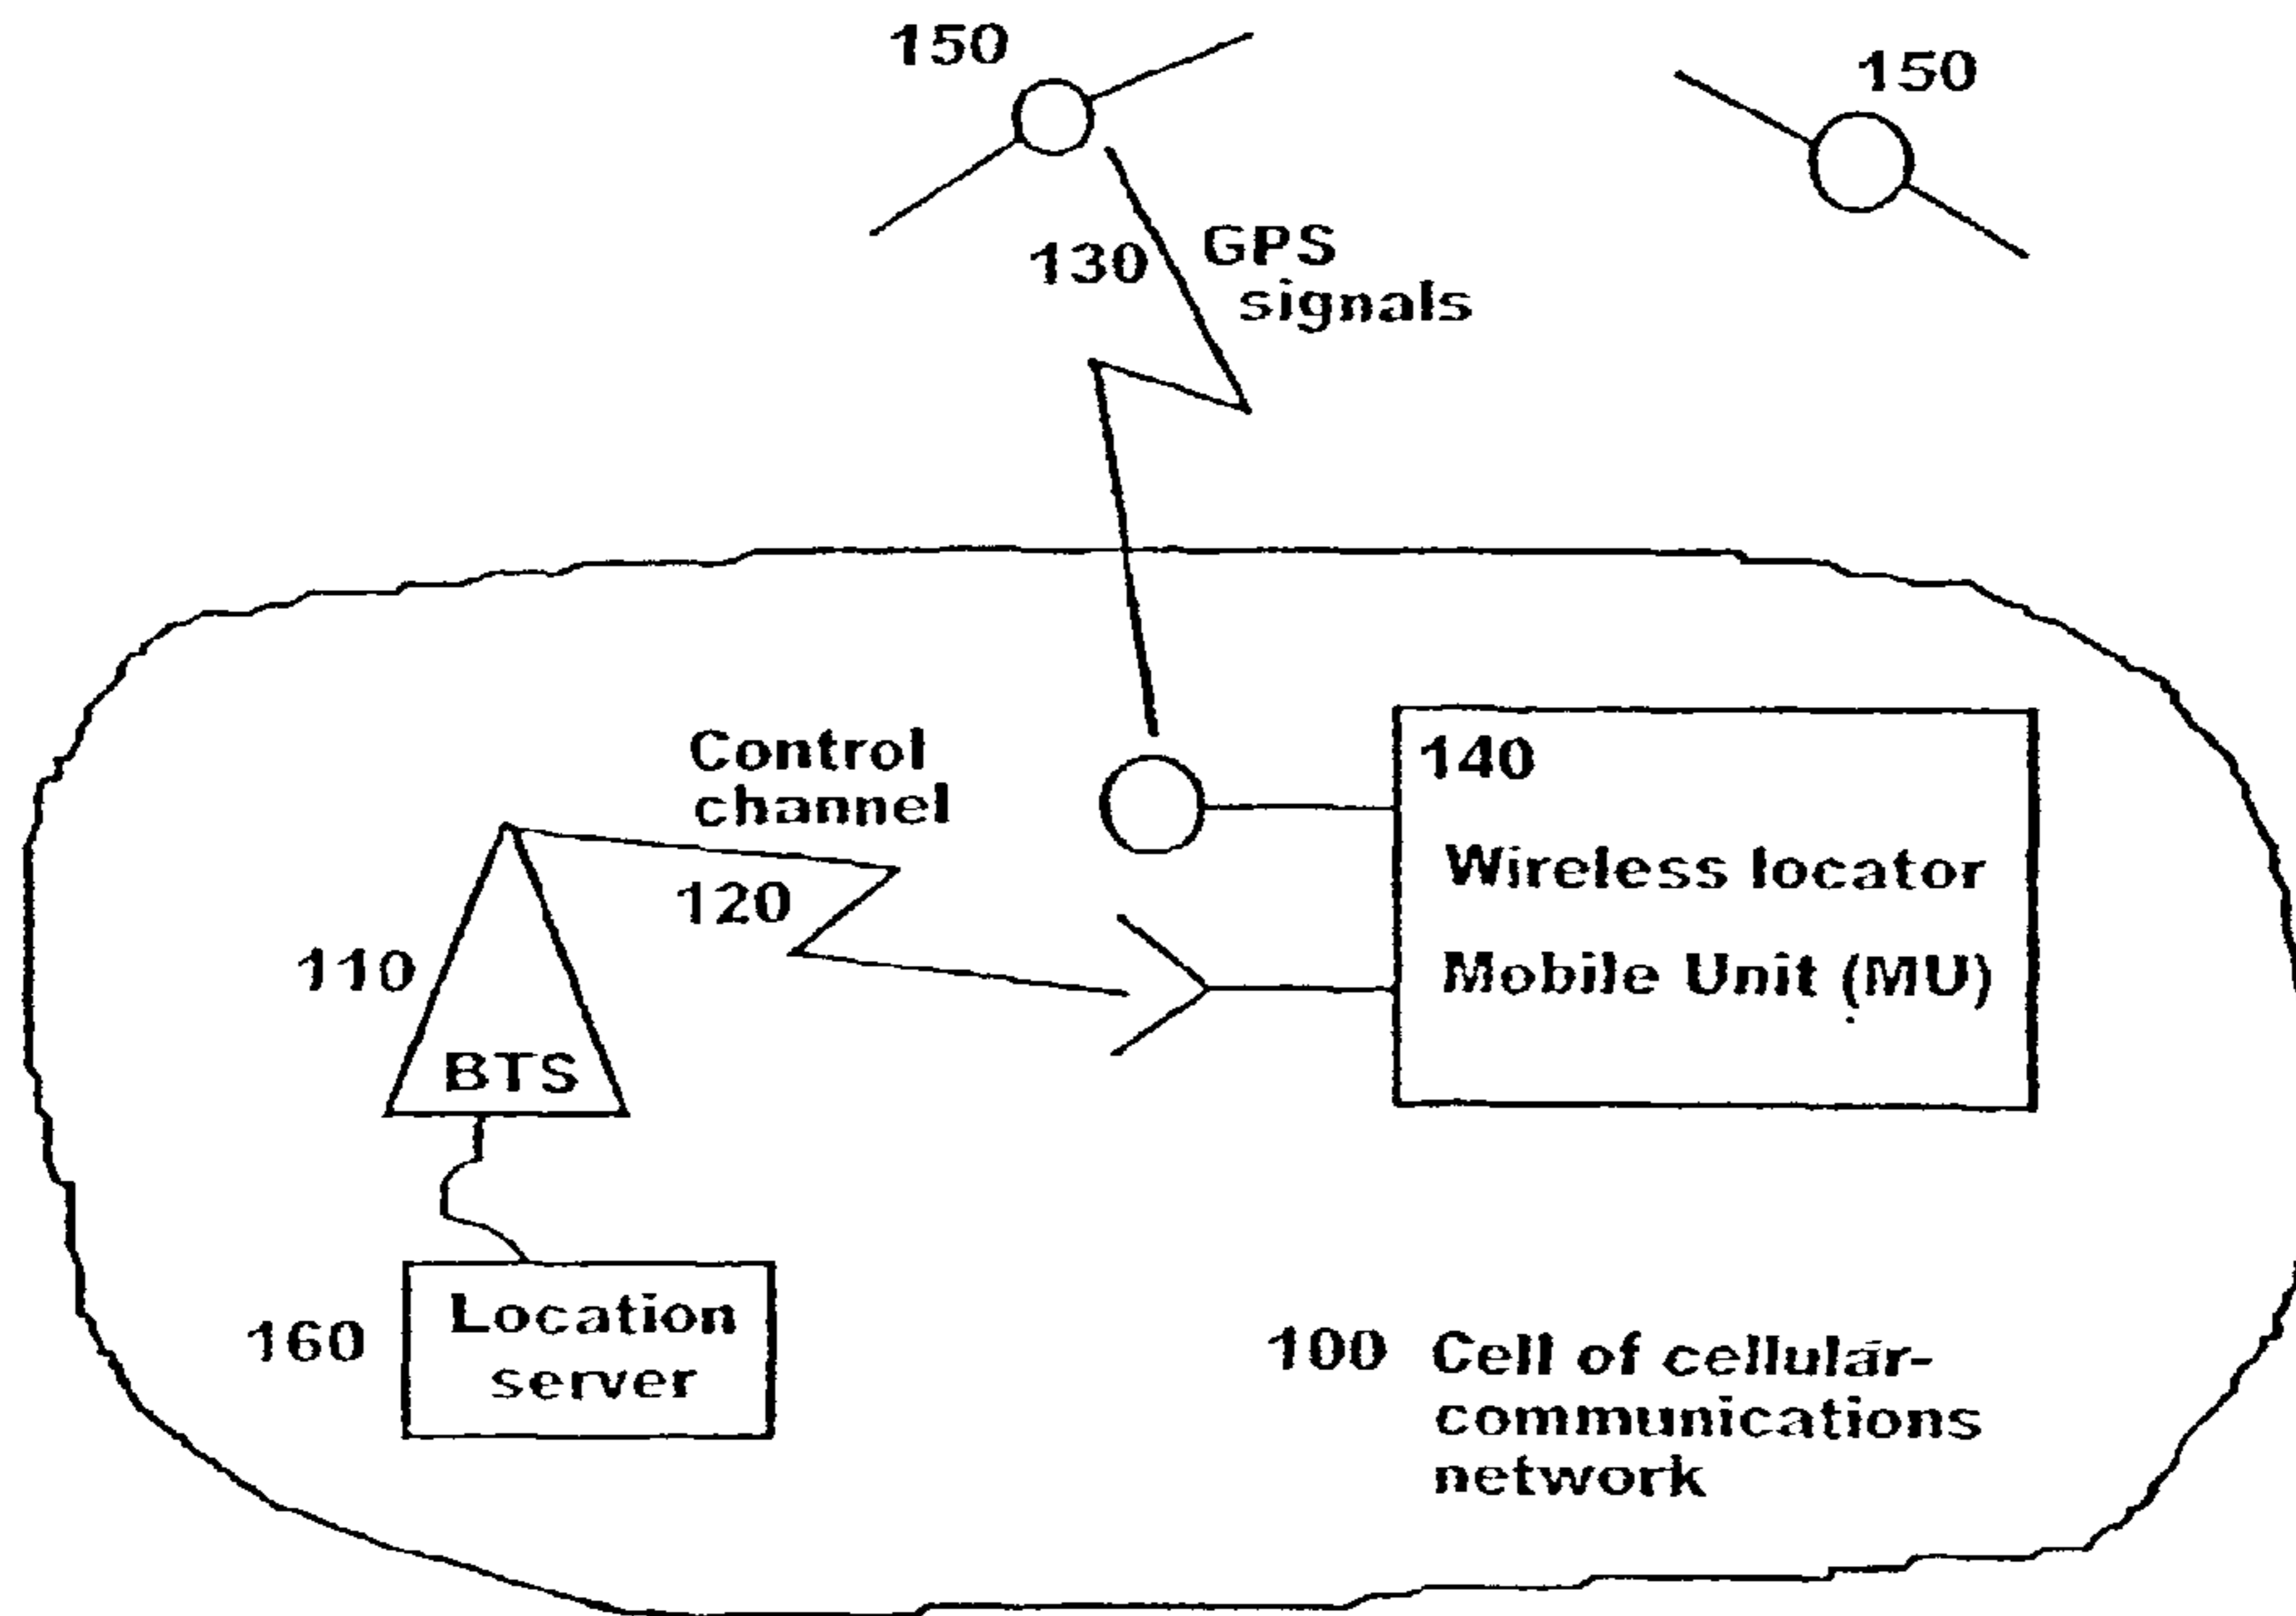 150
150
130
GPS
signals
Control
channel
120
140
Wireless locator
Mobile Unit (MU)
110
BTS
160
Location
server
100 Cell of cellular-
communications
network